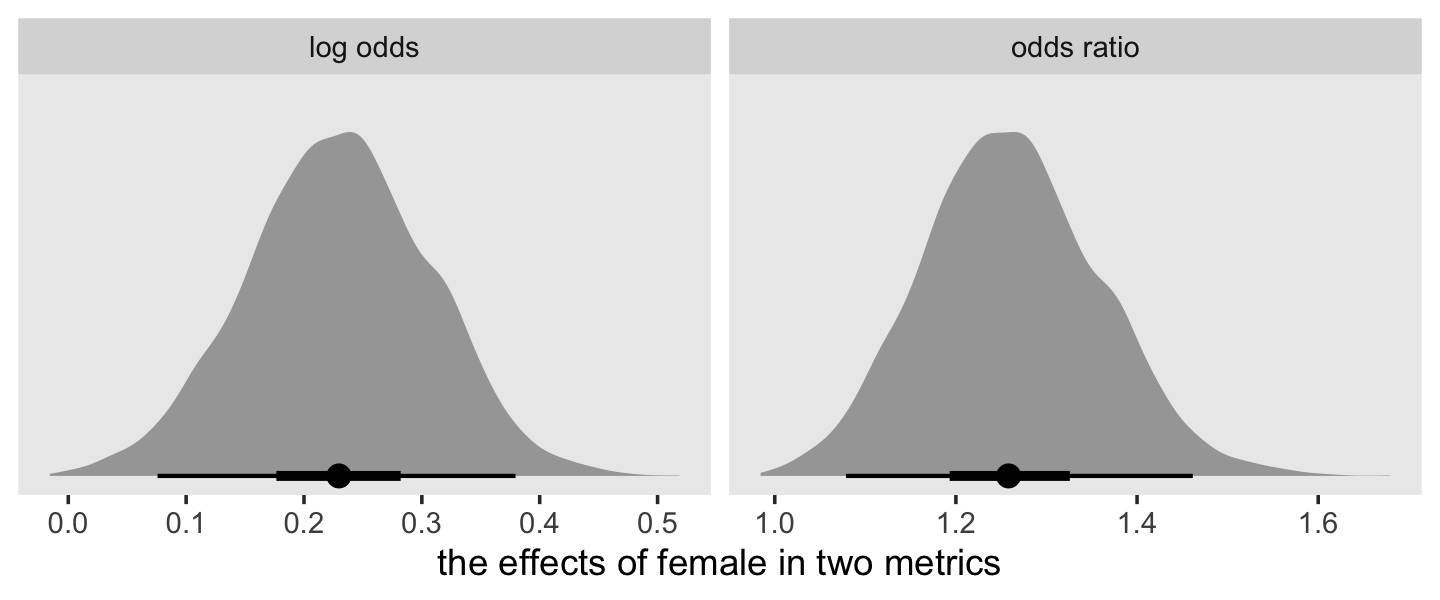 log odds
odds ratio
0.0 0.1 0.2 0.3 0.4 0.5
1.0 1.2 1.4 1.6
the effects of female in two metrics